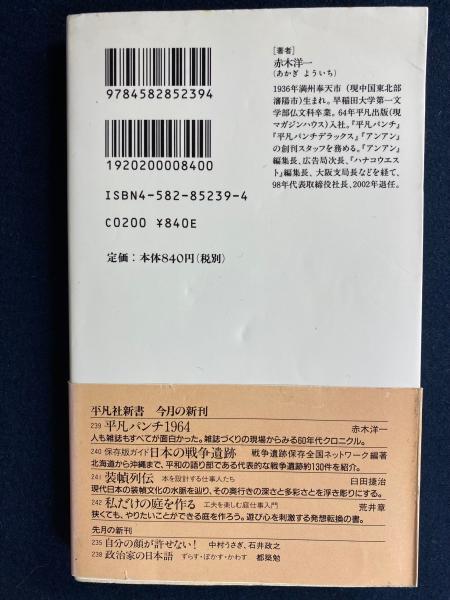 9784582852394
1920200008400
ISBN4-582-85239-4
C0200 ¥840E
定価：本体840円（税別）
［著者］
赤木洋一
（あかぎ よういち）
1936年満州奉天市（現中国東北部
瀋陽市）生まれ。早稲田大学第一文
学部仏文科卒業。64年平凡出版（現
マガジンハウス）入社。『平凡パンチ』
『平凡パンチデラックス』『アンアン』
の創刊スタッフを務める。『アンアン』
編集長、広告局次長、『ハナコウエス
ト』編集長、大阪支局長などを経て、
98年代表取締役社長、2002年退任。
平凡社新書 今月の新刊
239 平凡パンチ1964 赤木洋一
人も雑誌もすべてが面白かった。雑誌づくりの現場からみる60年代クロニクル。
240 保存版ガイド 日本の戦争遺跡 戦争遺跡保存全国ネットワーク 編著
北海道から沖縄まで、平和の語り部である代表的な戦争遺跡約130件を紹介。
241 装幀列伝 本を設計する仕事人たち 臼田捷治
現代日本の装幀文化の水脈を辿り、その奥行きの深さと多彩さとを浮き彫りにする。
242 私だけの庭を作る 工夫を楽しむ庭仕事入門 荒井章
狭くても、やりたいことができる庭を作ろう。遊び心を刺激する発想転換の書。
先月の新刊
235 自分の顔が許せない！ 中村うさぎ、石井政之
238 政治家の日本語 ずらす・ぼかす・かわす 都築勉